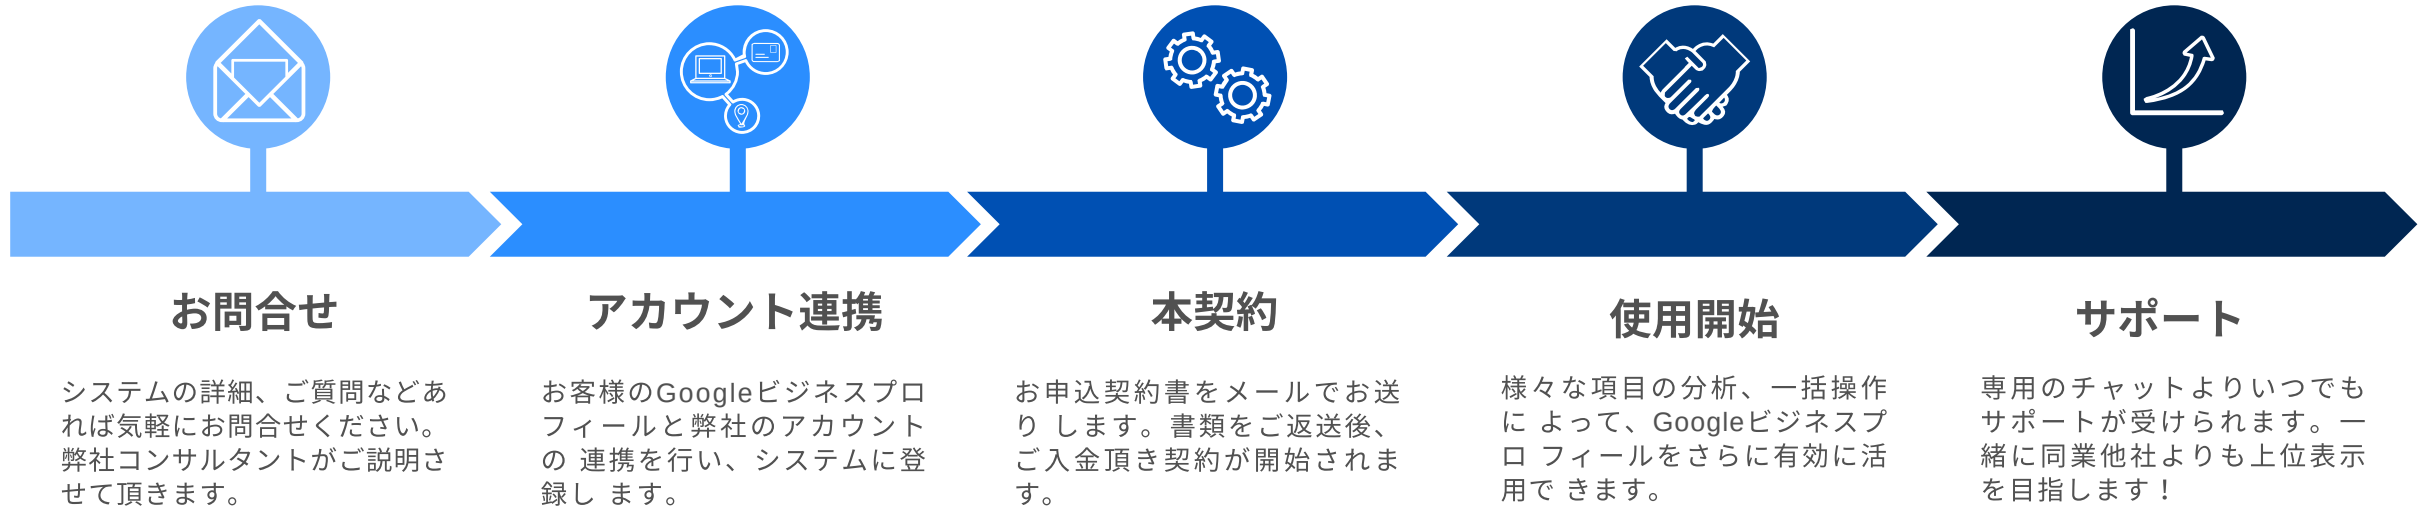 お問合せ
システムの詳細、ご質問などあ
れば気軽にお問合せください。
弊社コンサルタントがご説明さ
せて頂きます。
アカウント連携
お客様のGoogleビジネスプロ
フィールと弊社のアカウント
の 連携を行い、システムに登
録し ます。
本契約
お申込契約書をメールでお送
り します。書類をご返送後、
ご入金頂き契約が開始されま
す。
使用開始
様々な項目の分析、一括操作
に よって、Googleビジネスプ
ロ フィールをさらに有効に活
用で きます。
サポート
専用のチャットよりいつでも
サポートが受けられます。一
緒に同業他社よりも上位表示
を目指します！